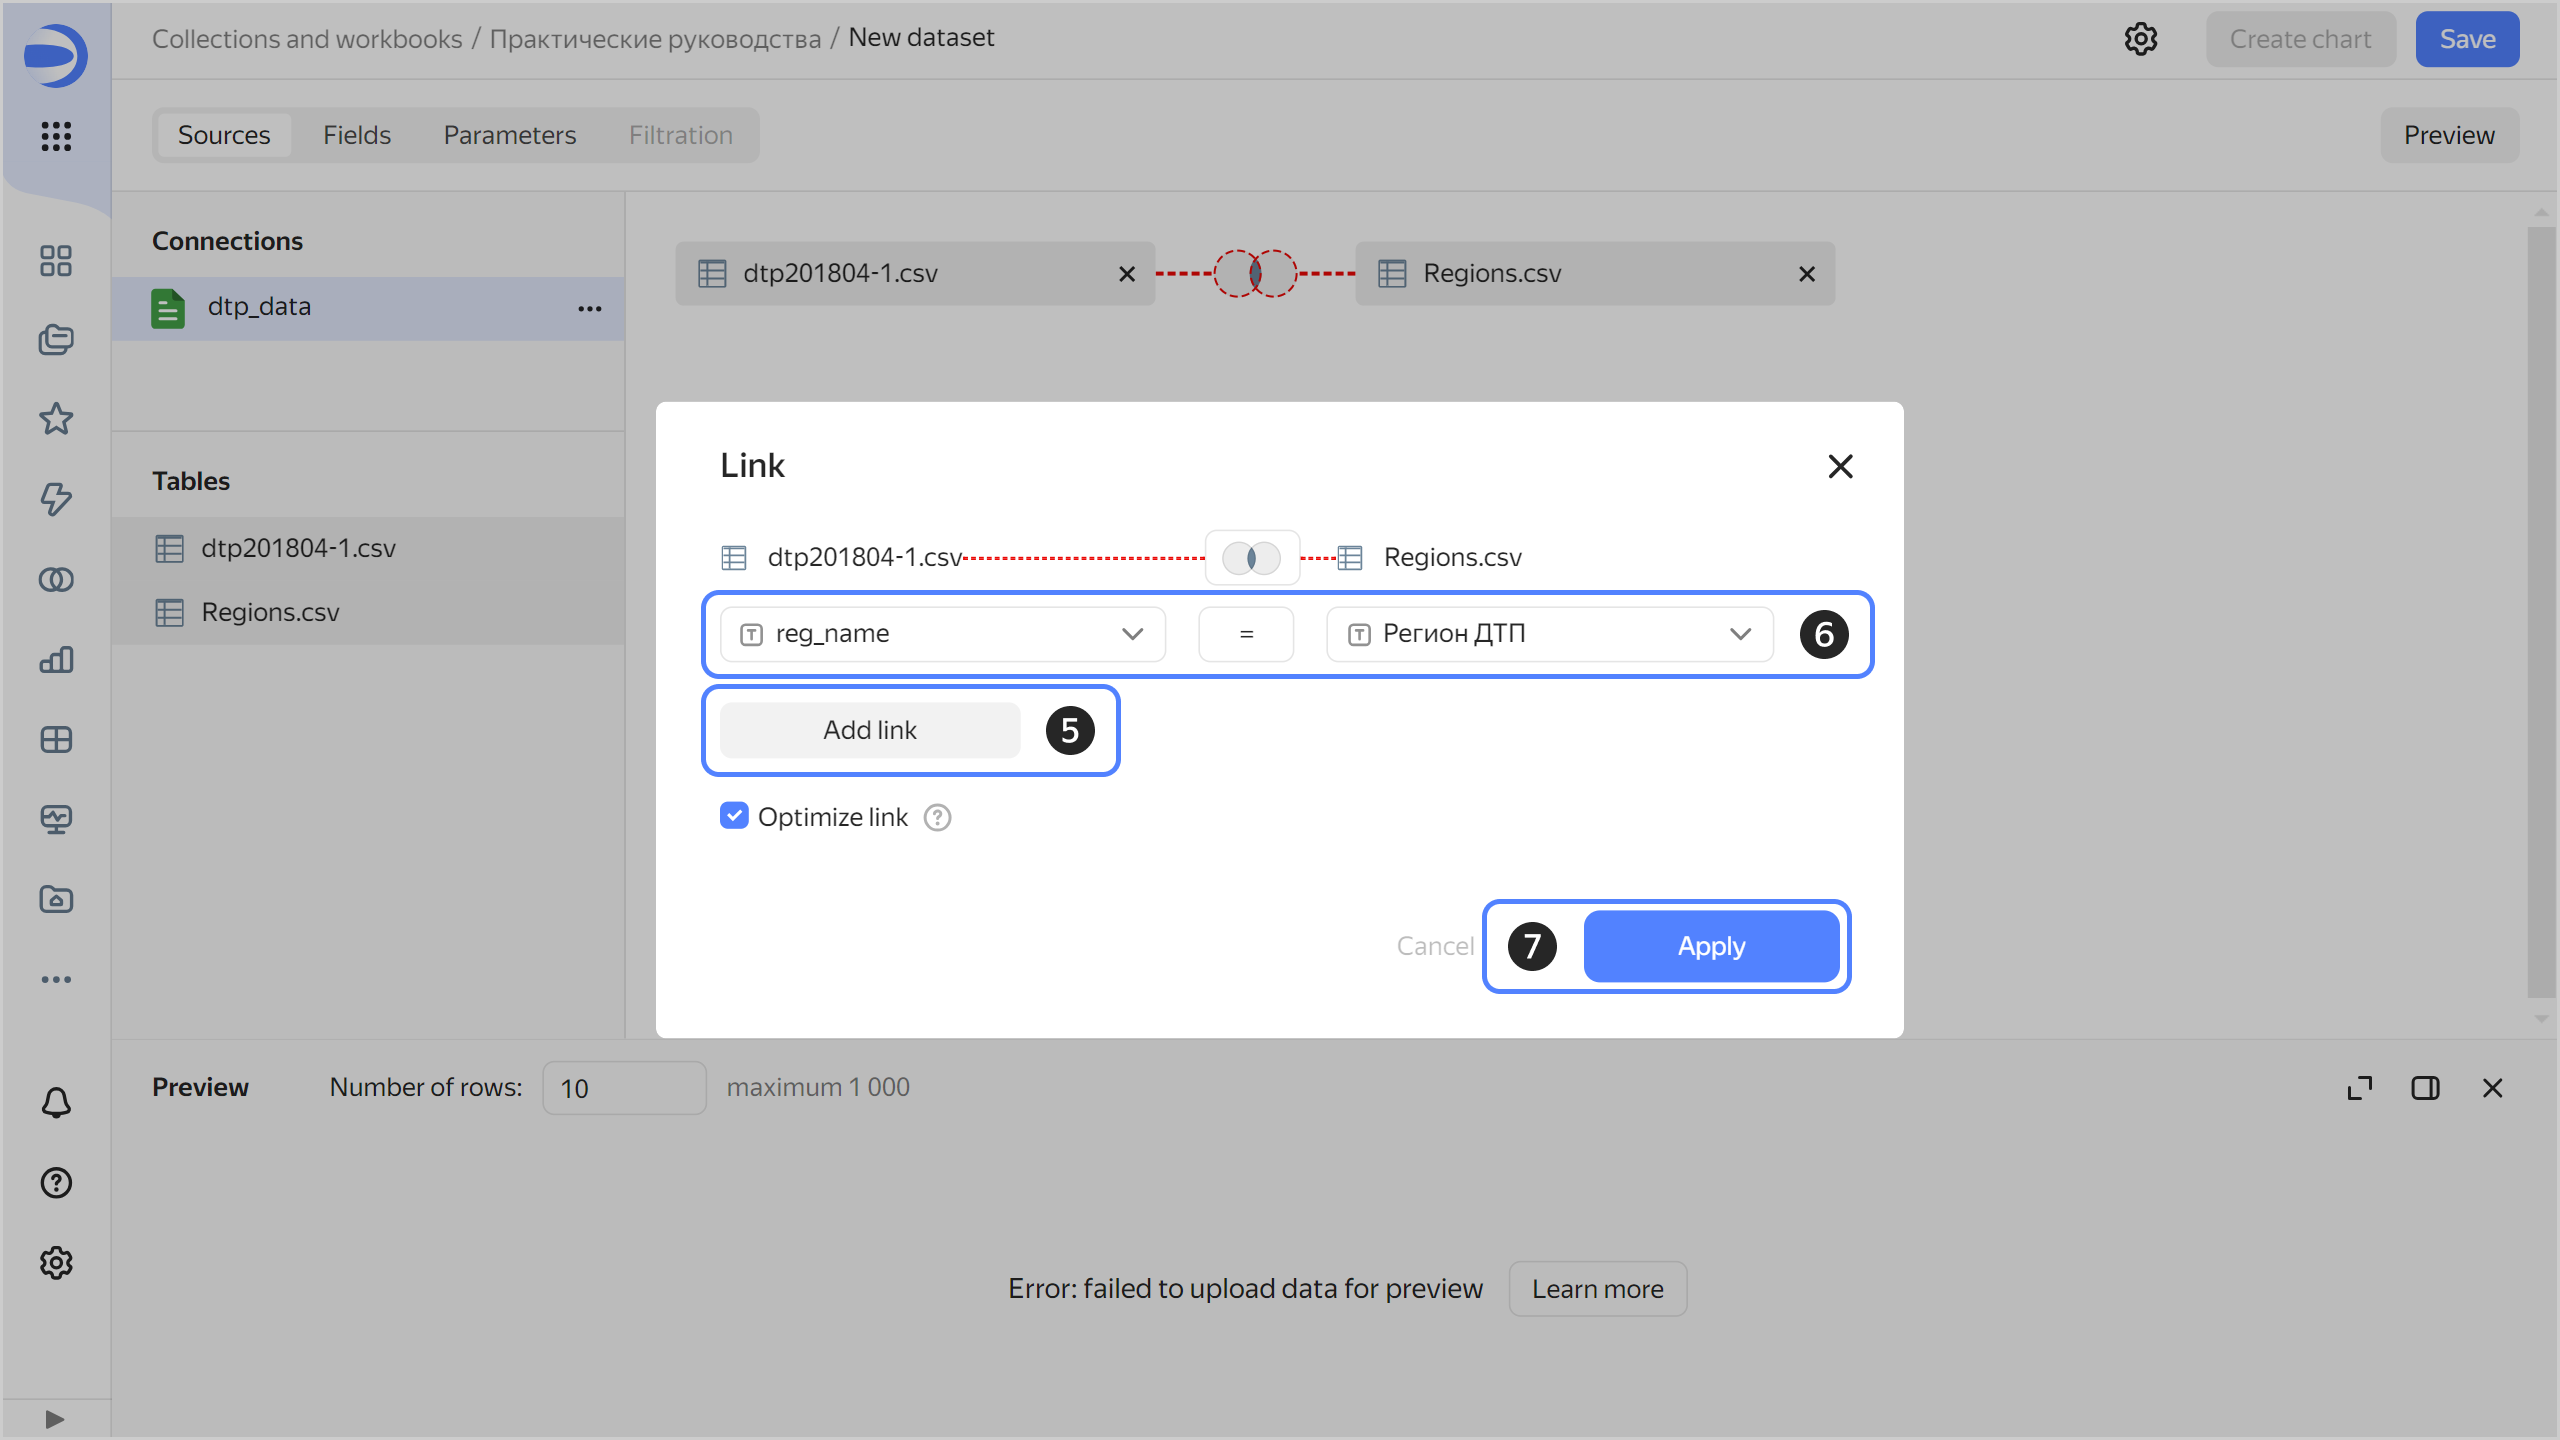 Collections and workbooks / Практические руководства / New dataset
Create chart
Save
Sources
Fields
Parameters
Filtration
Preview
Connections
dtp_data
Tables
dtp201804-1.csv
Regions.csv
dtp201804-1.csv
Regions.csv
Link
dtp201804-1.csv
Regions.csv
reg_name
=
Регион ДТП
6
Add link
5
Optimize link
Cancel
7
Apply
Preview
Number of rows:
10
maximum 1 000
Error: failed to upload data for preview
Learn more